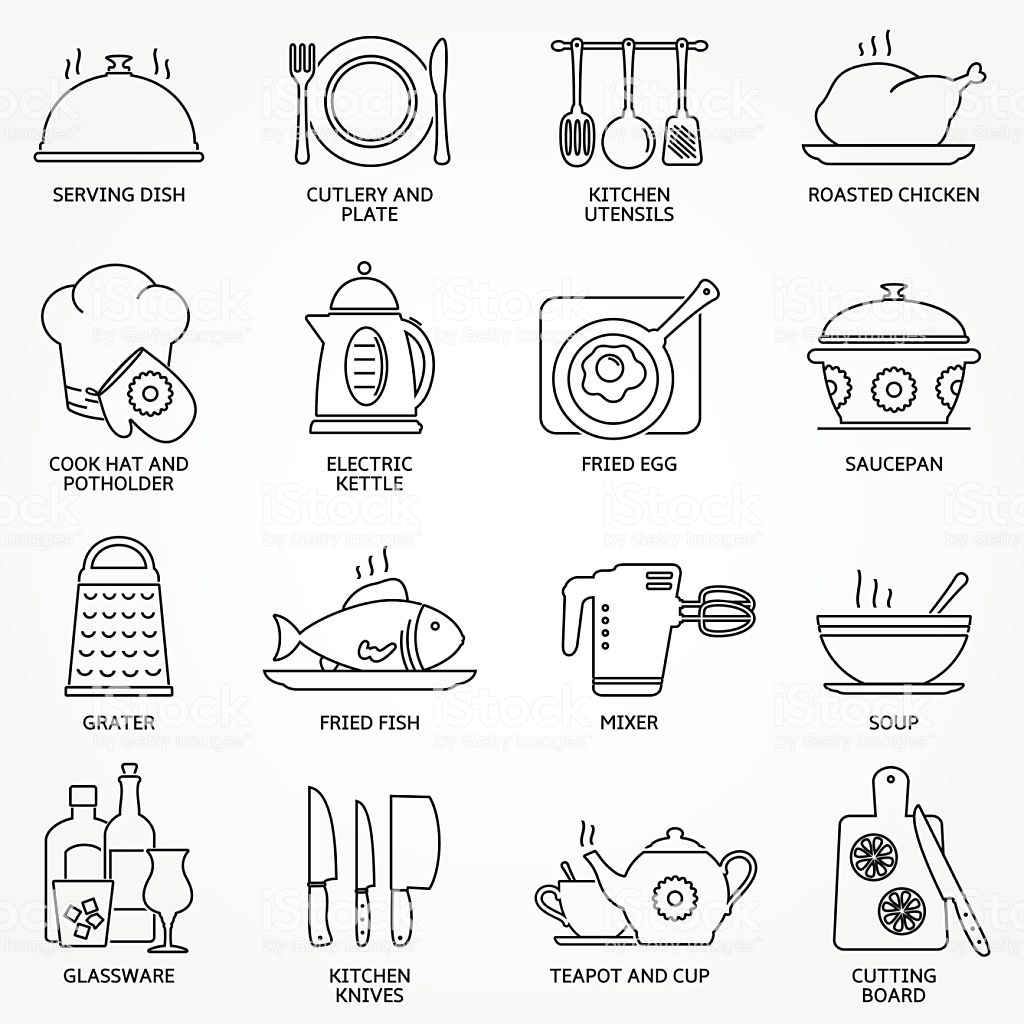 SERVING DISH
CUTLERY AND
PLATE
KITCHEN
UTENSILS
ROASTED CHICKEN
COOK HAT AND
POTHOLDER
ELECTRIC
KETTLE
FRIED EGG
SAUCEPAN
GRATER
FRIED FISH
MIXER
SOUP
GLASSWARE
KITCHEN
KNIVES
TEAPOT AND CUP
CUTTING
BOARD
iStock
by Getty Images™